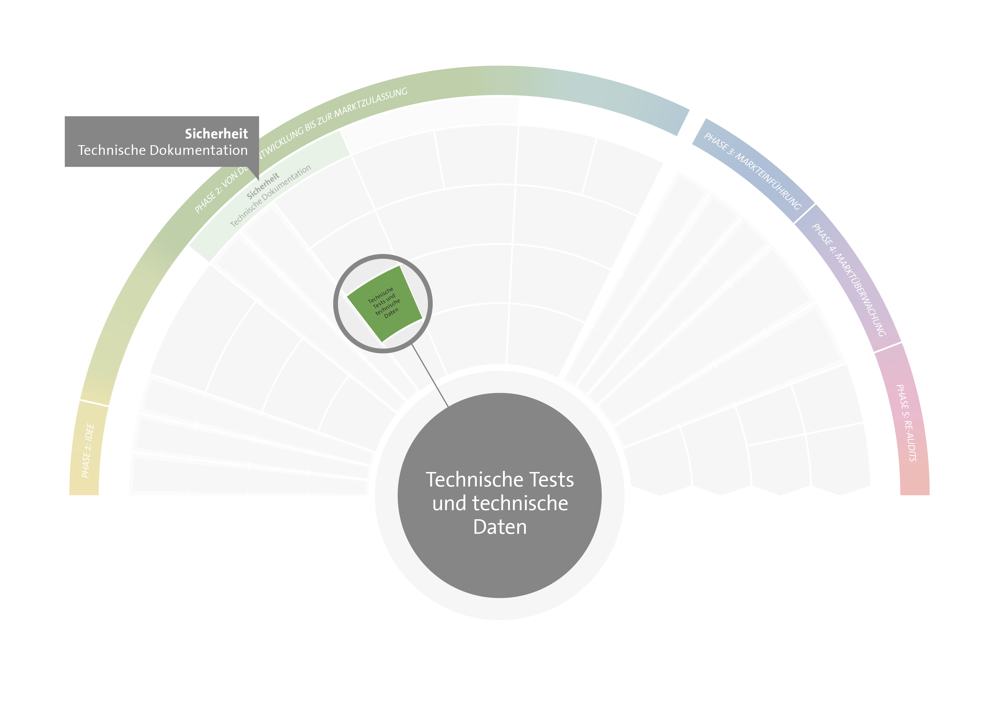 PHASE 1: IDEE
PHASE 2: VON DE NTWICKLUNG BIS ZUR MARKTZULASSUNG
PHASE 3: MARKTEINFÜHRUNG
PHASE 4: MARKTÜBERWACHUNG
PHASE 5: RE-AUDITS
Sicherheit
Technische Dokumentation
Sicherheit
Technische Dokumentation
Technische
Tests und
technische
Daten
Technische Tests
und technische
Daten